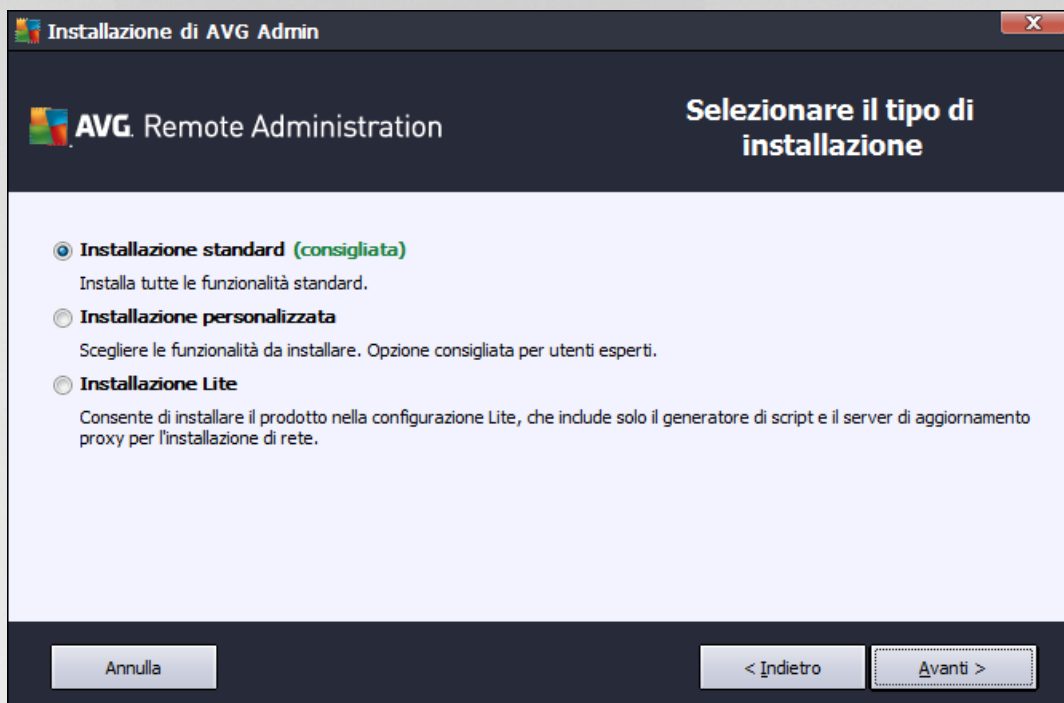 Installazione di AVG Admin
X
AVG. Remote Administration
Selezionare il tipo di
installazione
Installazione standard (consigliata)
Installa tutte le funzionalità standard.
Installazione personalizzata
Scegliere le funzionalità da installare. Opzione consigliata per utenti esperti.
Installazione Lite
Consente di installare il prodotto nella configurazione Lite, che include solo il generatore di script e il server di aggiornamento
proxy per l'installazione di rete.
Annulla
< Indietro
Avanti >